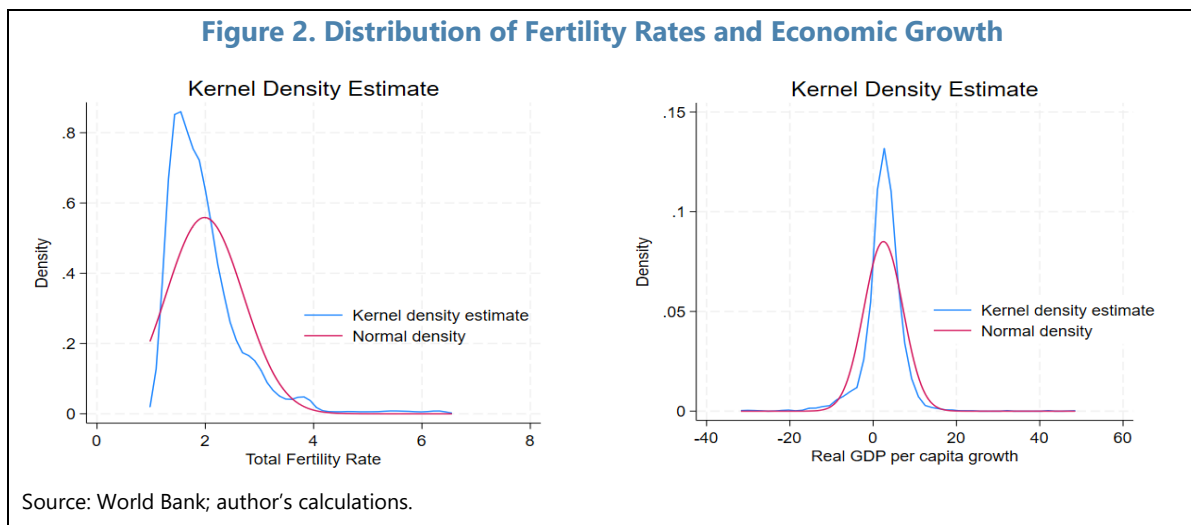 Figure 2. Distribution of Fertility Rates and Economic Growth
Kernel Density Estimate
.8
.6
.4
.2
0
Density
Kernel density estimate
Normal density
0 2 4 6 8
Total Fertility Rate
Kernel Density Estimate
.15
.1
.05
0
Density
Kernel density estimate
Normal density
-40 -20 0 20 40 60
Real GDP per capita growth
Source: World Bank; author’s calculations.